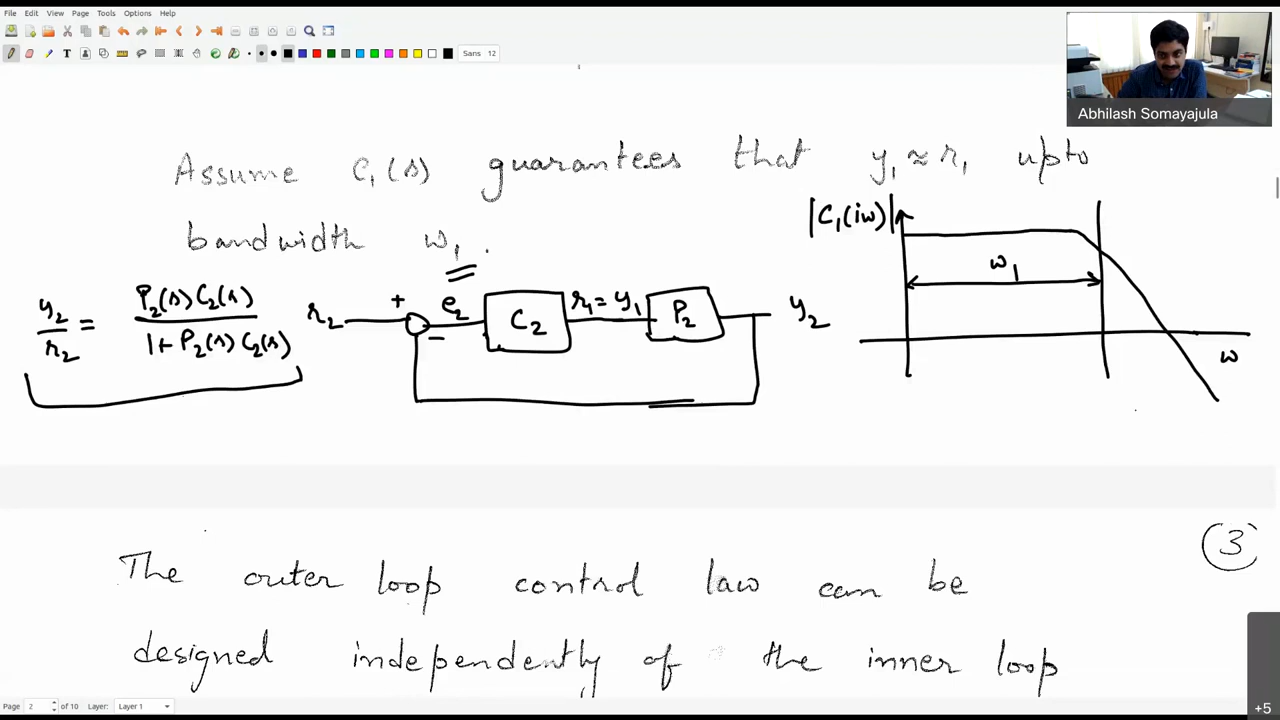 File Edit View Page Tools Options Help
Sans 12
Abhilash Somayajula
Assume C₁(s) guarantees that y₁ ≈ r₁ upto
bandwidth ω₁.
|C₁(iω)|
ω₁
ω
y₂/r₂ = P₂(s) C₂(s) / 1 + P₂(s) C₂(s)
r₂ + − e₂ C₂ r₁ = y₁ P₂ y₂
③
The outer loop control law can be
designed independently of the inner loop
Page 2 of 10 Layer: Layer 1
+5